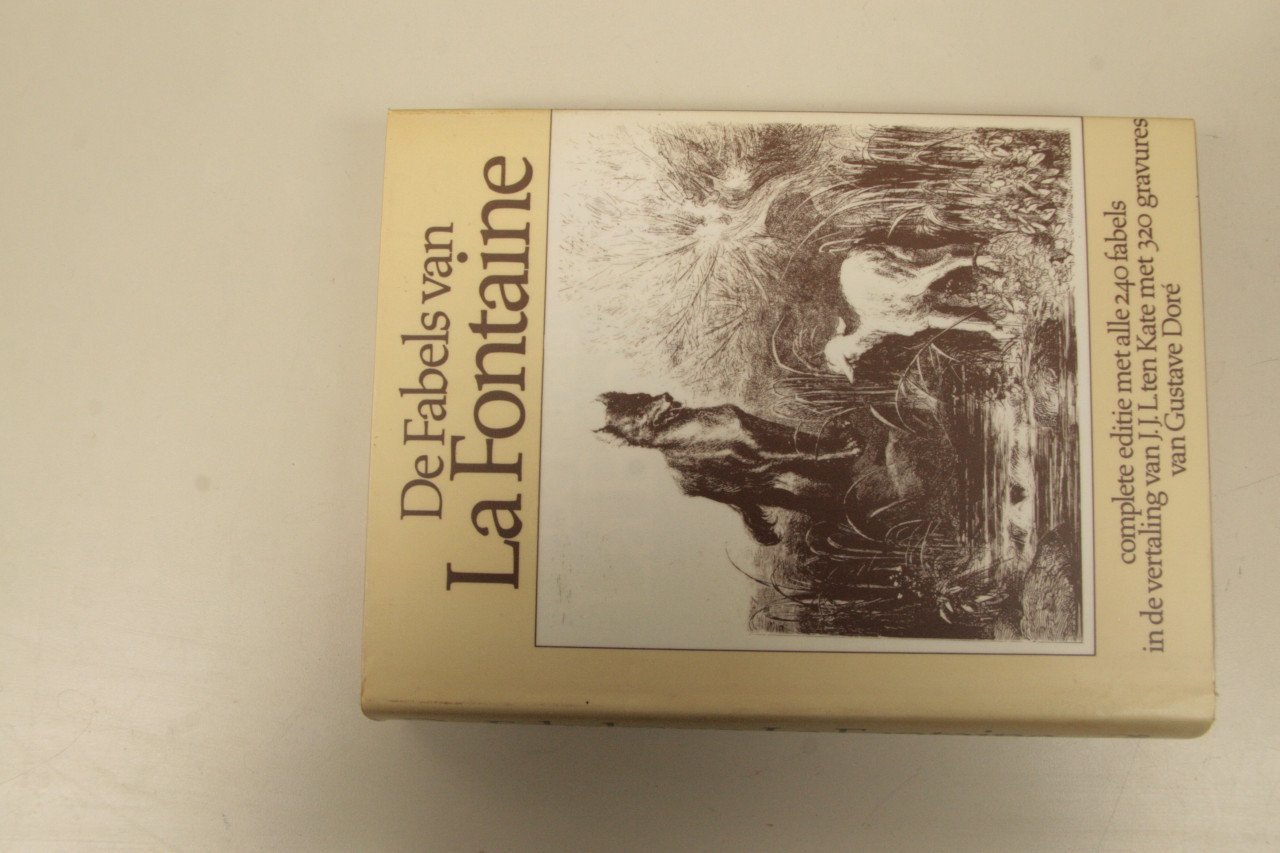 De Fabels van
La Fontaine
complete editie met alle 240 fabels
in de vertaling van J.J.L. ten Kate met 320 gravures
van Gustave Doré